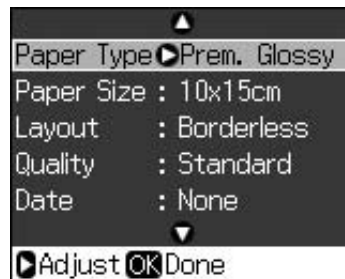 Paper Type Prem. Glossy
Paper Size : 10x15cm
Layout : Borderless
Quality : Standard
Date : None
Adjust OK Done